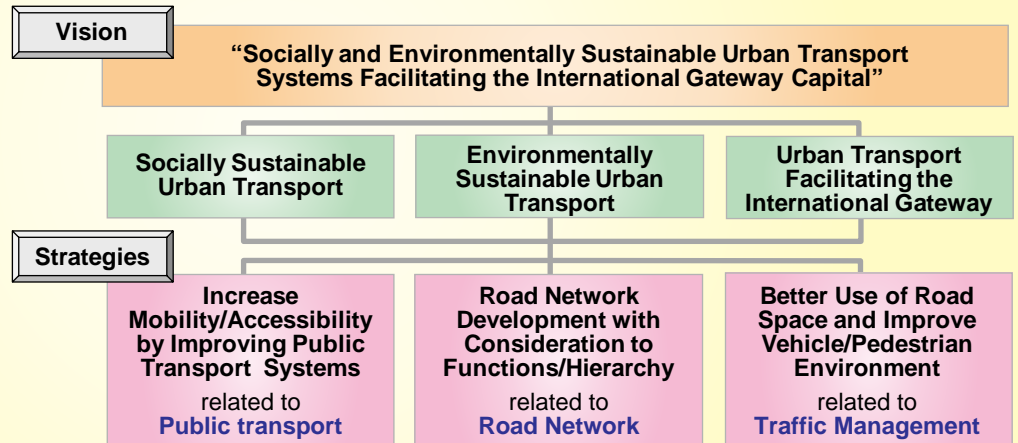 Vision
“Socially and Environmentally Sustainable Urban Transport
Systems Facilitating the International Gateway Capital”
Socially Sustainable
Urban Transport
Environmentally
Sustainable Urban
Transport
Urban Transport
Facilitating the
International Gateway
Strategies
Increase
Mobility/Accessibility
by Improving Public
Transport Systems
related to
Public transport
Road Network
Development with
Consideration to
Functions/Hierarchy
related to
Road Network
Better Use of Road
Space and Improve
Vehicle/Pedestrian
Environment
related to
Traffic Management